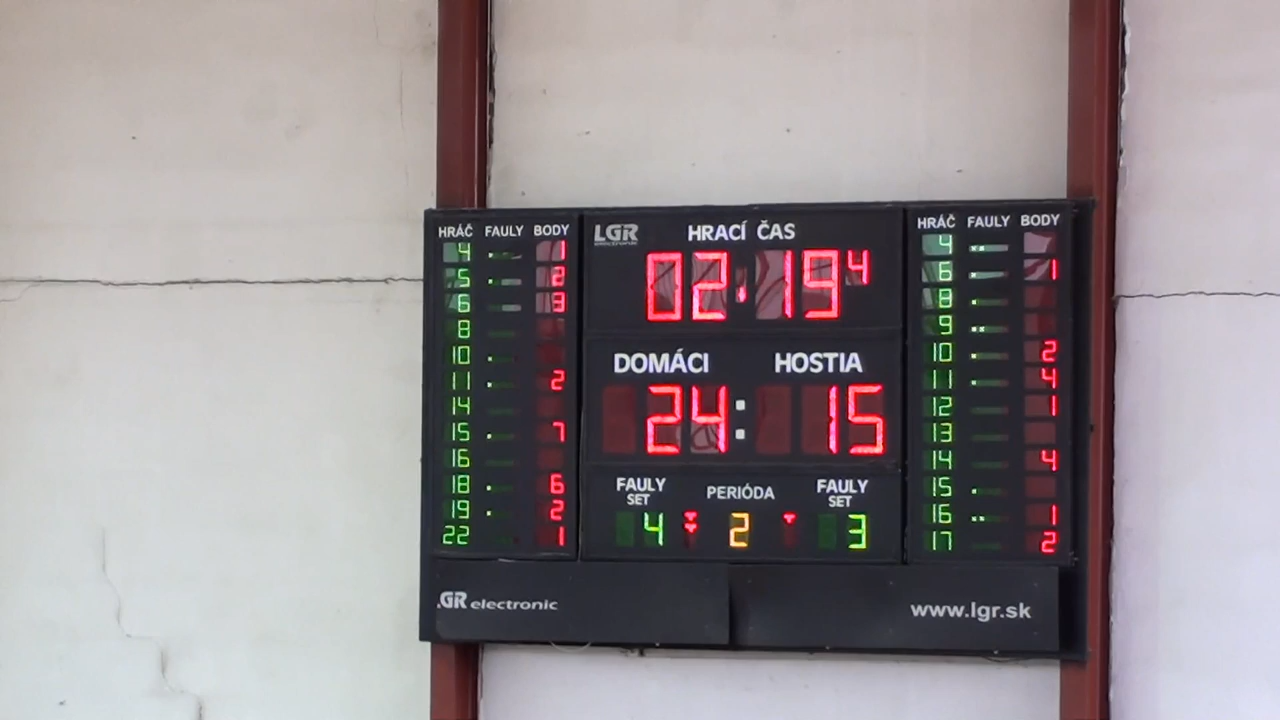 HRÁČ FAULY BODY
4 1
5 2
6 3
8
10
11 2
14
15 7
16
18 6
19 2
22 1
LGR
electronic
HRACÍ ČAS
02:19 4
DOMÁCI HOSTIA
24:15
FAULY SET PERIÓDA FAULY SET
4 2 3
HRÁČ FAULY BODY
4
6 1
8
9
10 2
11 4
12 1
13
14 4
15
16 1
17 2
LGR electronic
www.lgr.sk